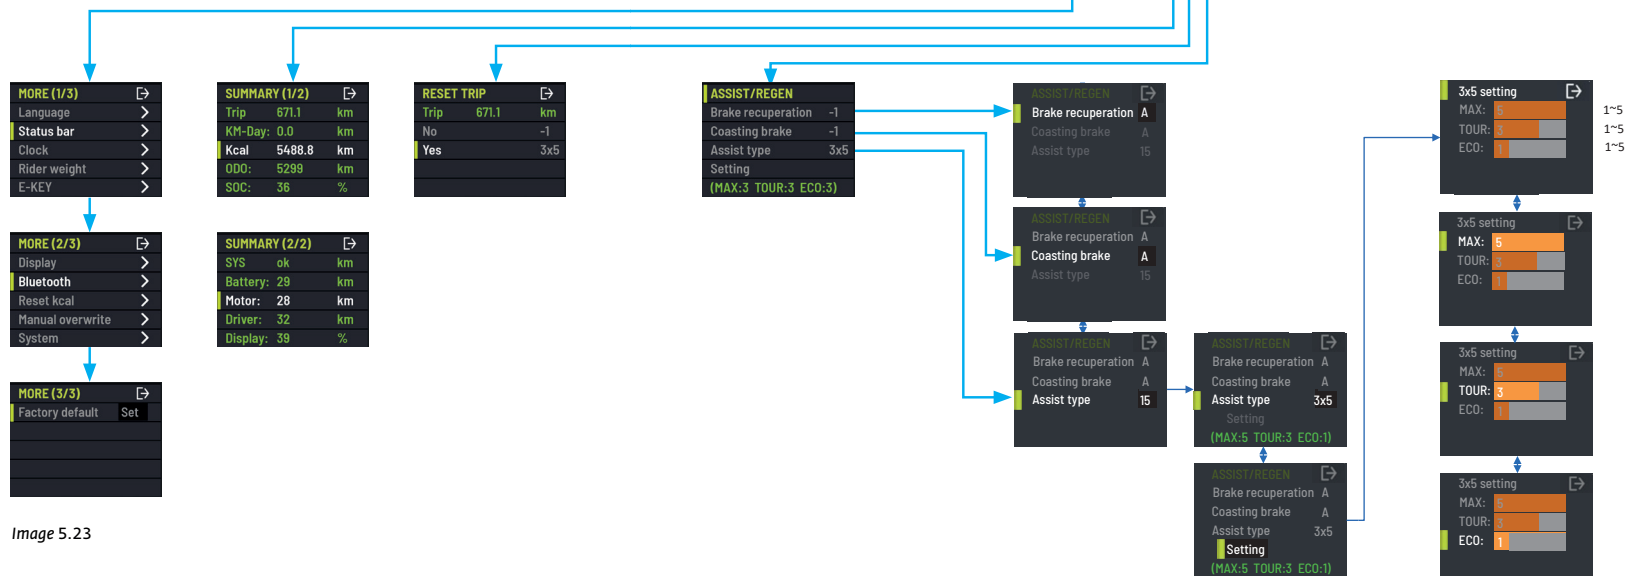 MORE (1/3)
Language
Status bar
Clock
Rider weight
E-KEY
MORE (2/3)
Display
Bluetooth
Reset kcal
Manual overwrite
System
MORE (3/3)
Factory default Set
Image 5.23
SUMMARY (1/2)
Trip 671.1 km
KM-Day: 0.0 km
Kcal 5488.8 km
ODO: 5299 km
SOC: 36 %
SUMMARY (2/2)
SYS ok km
Battery: 29 km
Motor: 28 km
Driver: 32 km
Display: 39 %
RESET TRIP
Trip 671.1 km
No -1
Yes 3x5
ASSIST/REGEN
Brake recuperation -1
Coasting brake -1
Assist type 3x5
Setting
(MAX:3 TOUR:3 ECO:3)
ASSIST/REGEN
Brake recuperation A
Coasting brake A
Assist type 15
ASSIST/REGEN
Brake recuperation A
Coasting brake A
Assist type 15
ASSIST/REGEN
Brake recuperation A
Coasting brake A
Assist type 15
ASSIST/REGEN
Brake recuperation A
Coasting brake A
Assist type 3x5
Setting
(MAX:5 TOUR:3 ECO:1)
ASSIST/REGEN
Brake recuperation A
Coasting brake A
Assist type 3x5
Setting
(MAX:5 TOUR:3 ECO:1)
3x5 setting
MAX: 5 1~5
TOUR: 3 1~5
ECO: 1 1~5
3x5 setting
MAX: 5
TOUR: 3
ECO: 1
3x5 setting
MAX: 5
TOUR: 3
ECO: 1
3x5 setting
MAX: 5
TOUR: 3
ECO: 1